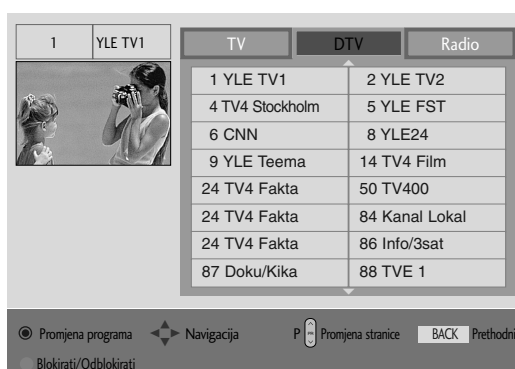 1 YLE TV1
TV DTV Radio
1 YLE TV1 2 YLE TV2
4 TV4 Stockholm 5 YLE FST
6 CNN 8 YLE24
9 YLE Teema 14 TV4 Film
24 TV4 Fakta 50 TV400
24 TV4 Fakta 84 Kanal Lokal
24 TV4 Fakta 86 Info/3sat
87 Doku/Kika 88 TVE 1
Promjena programa Navigacija P Promjena stranice BACK Prethodni
Blokirati/Odblokirati